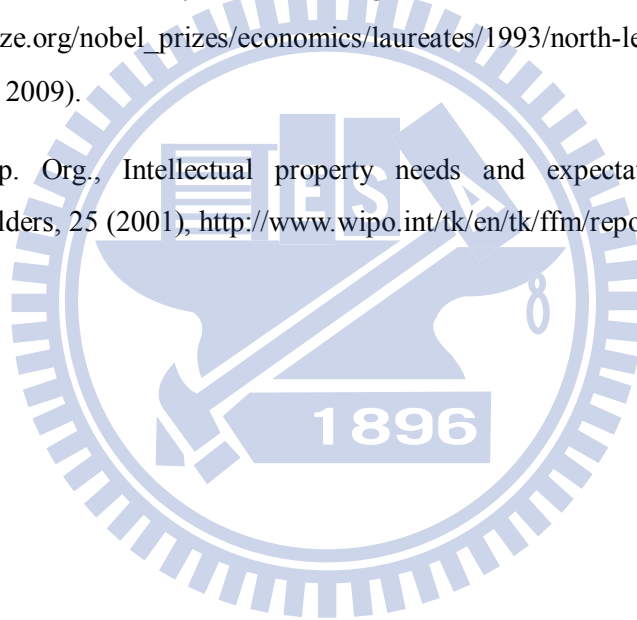 ze.org/nobel_prizes/economics/laureates/1993/north-le
2009).
p. Org., Intellectual property needs and expectat
lders, 25 (2001), http://www.wipo.int/tk/en/tk/ffm/repo
E S A
1896